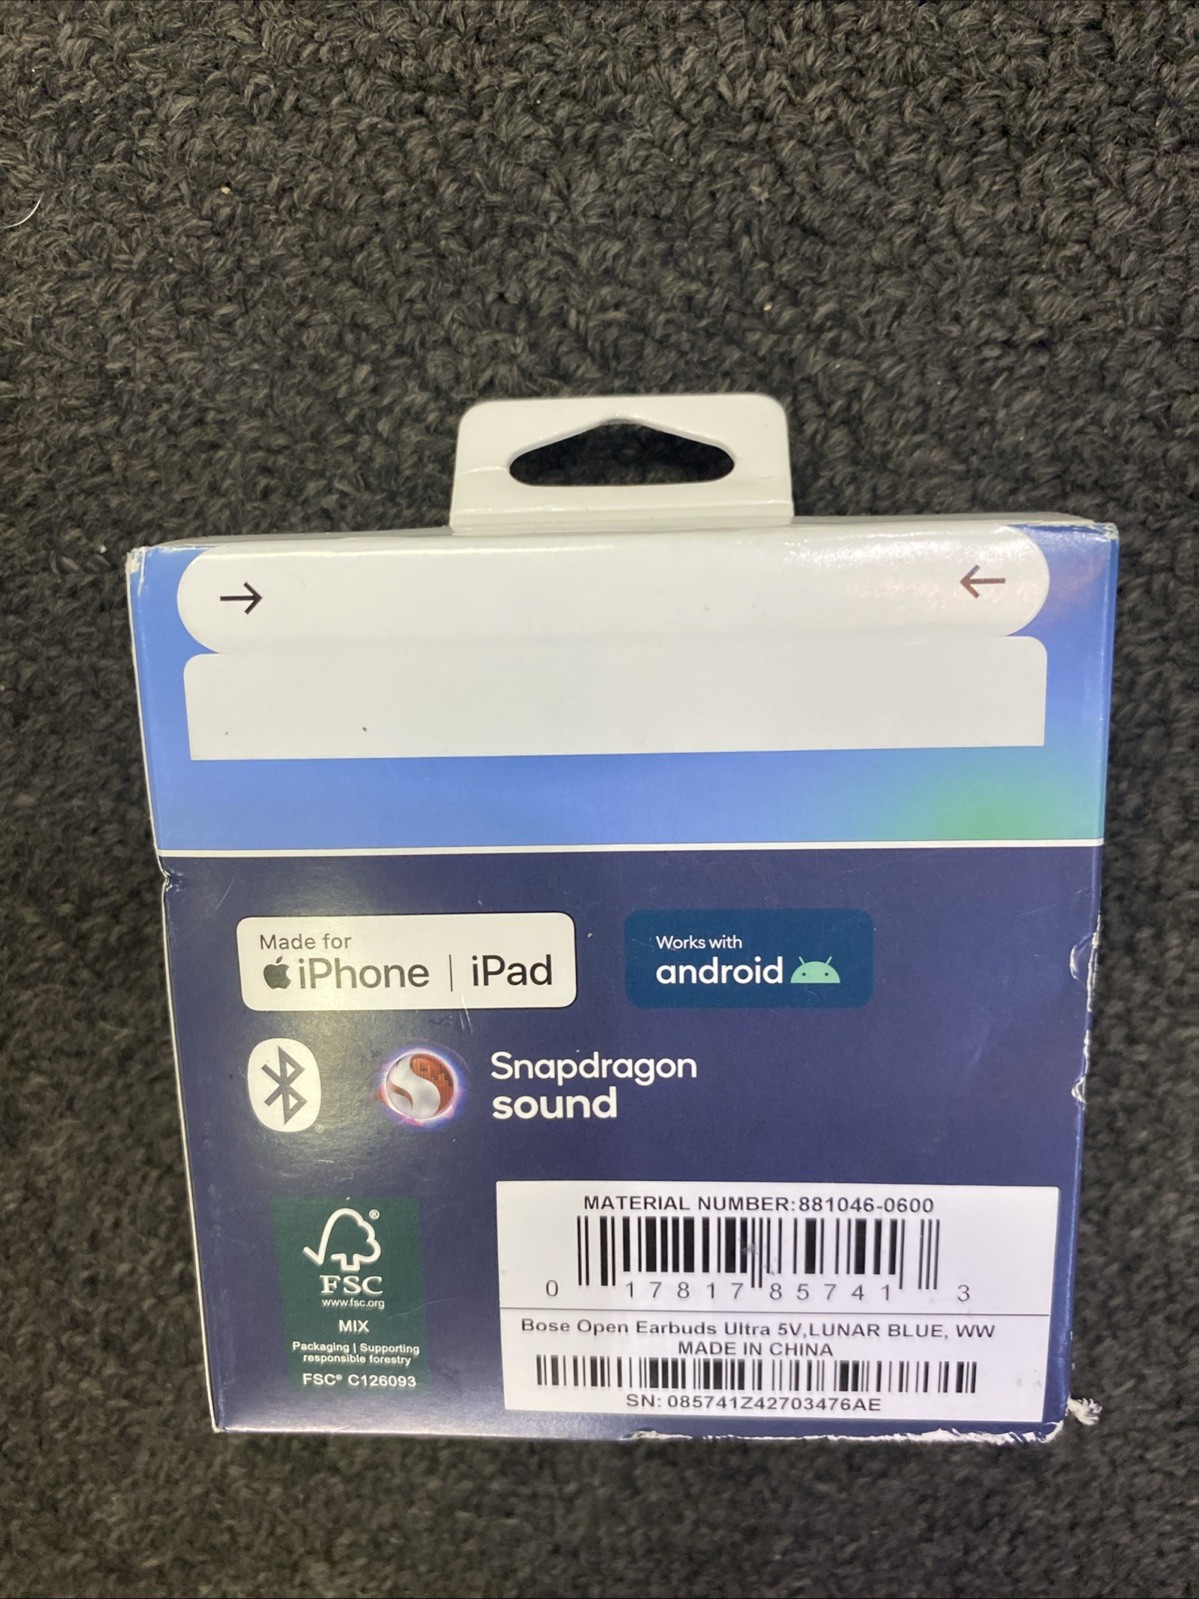 Made for
iPhone | iPad
Works with
android
Snapdragon
sound
FSC®
www.fsc.org
MIX
Packaging | Supporting
responsible forestry
FSC® C126093
MATERIAL NUMBER:881046-0600
0 17817 85741 3
Bose Open Earbuds Ultra 5V,LUNAR BLUE, WW
MADE IN CHINA
SN: 085741Z42703476AE